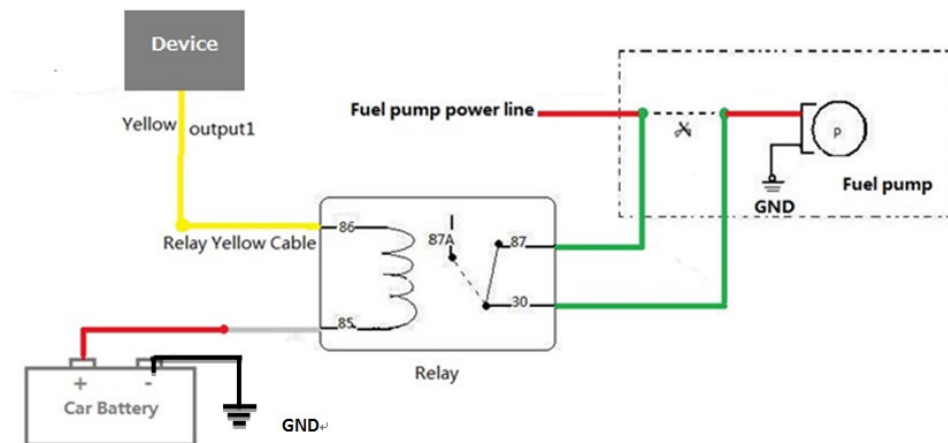 Device
Yellow output1
Fuel pump power line
P
Fuel pump
GND
Relay Yellow Cable
86
87A
87
30
85
Relay
+ -
Car Battery
GND↵